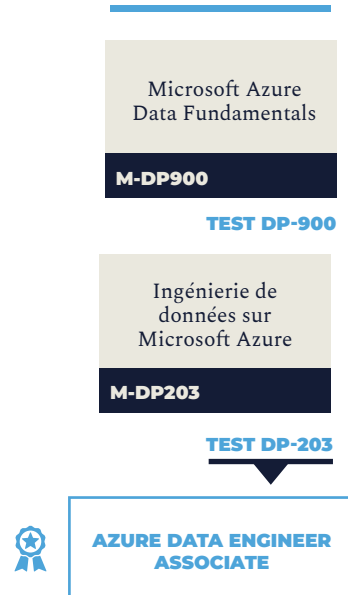 Microsoft Azure
Data Fundamentals
M-DP900
TEST DP-900
Ingénierie de
données sur
Microsoft Azure
M-DP203
TEST DP-203
AZURE DATA ENGINEER
ASSOCIATE